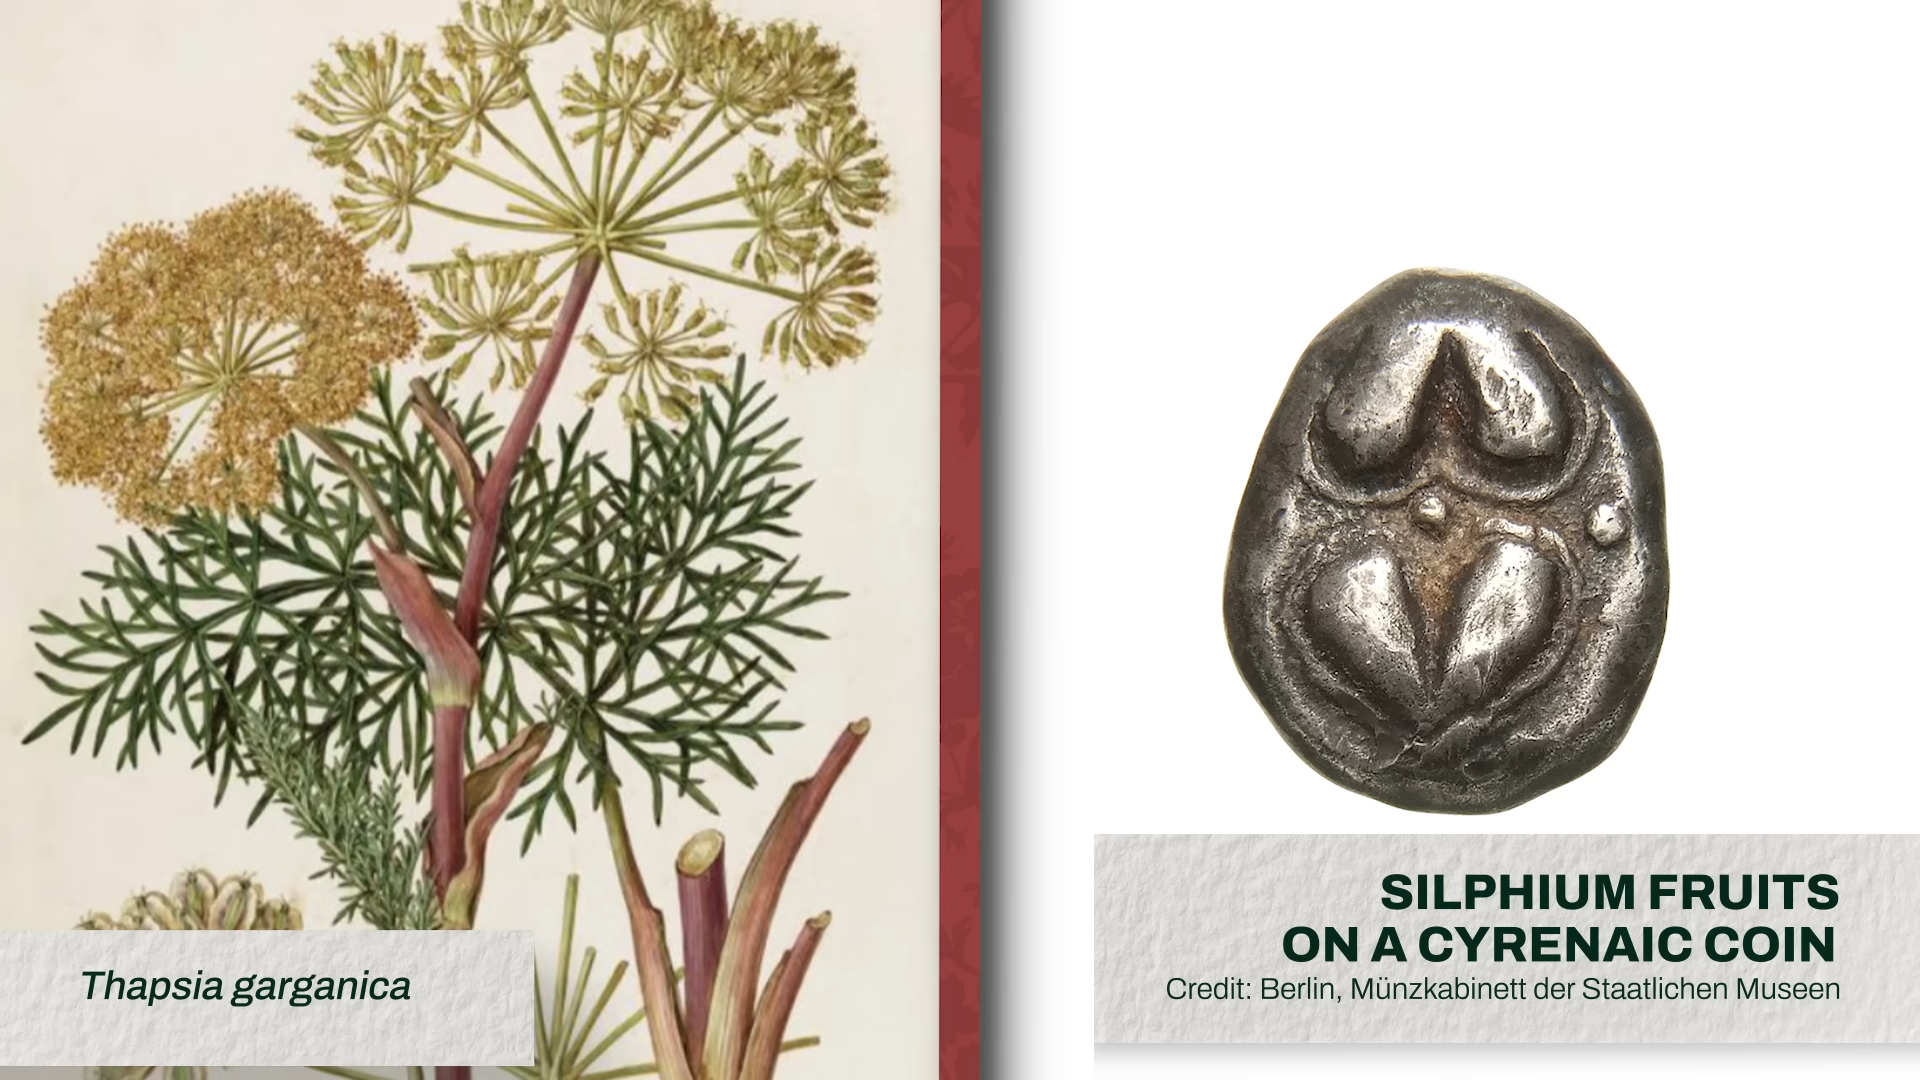 Thapsia garganica
SILPHIUM FRUITS
ON A CYRENAIC COIN
Credit: Berlin, Münzkabinett der Staatlichen Museen